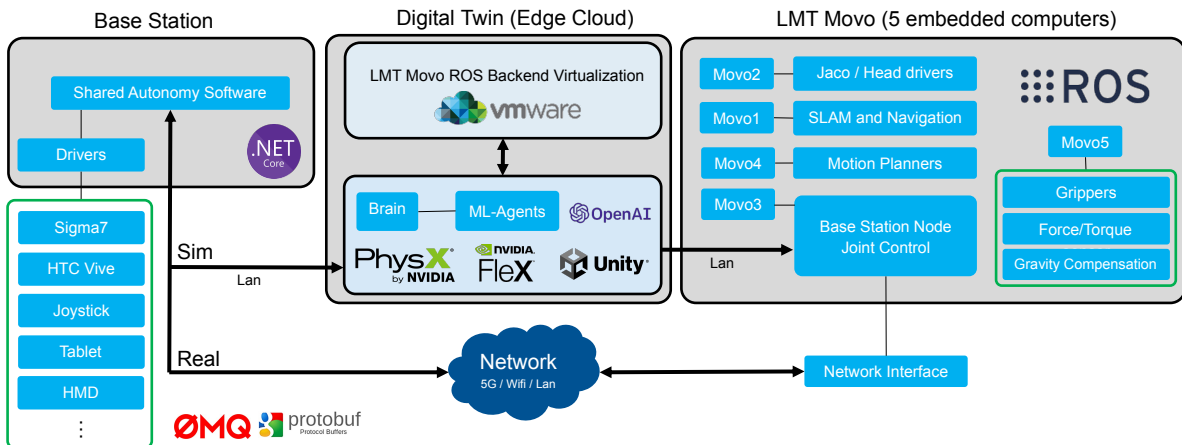 Base Station
Shared Autonomy Software
Drivers
.NET
Core
Sigma7
HTC Vive
Joystick
Tablet
HMD
⋮
Sim
Lan
Real
ØMQ
protobuf
Protocol Buffers
Digital Twin (Edge Cloud)
LMT Movo ROS Backend Virtualization
vmware
Brain
ML-Agents
OpenAI
PhysX
by NVIDIA
NVIDIA.
FleX
Unity
Lan
Network
5G / Wifi / Lan
LMT Movo (5 embedded computers)
Movo2
Jaco / Head drivers
Movo1
SLAM and Navigation
Movo4
Motion Planners
Movo3
Base Station Node
Joint Control
ROS
Movo5
Grippers
Force/Torque
Gravity Compensation
Network Interface